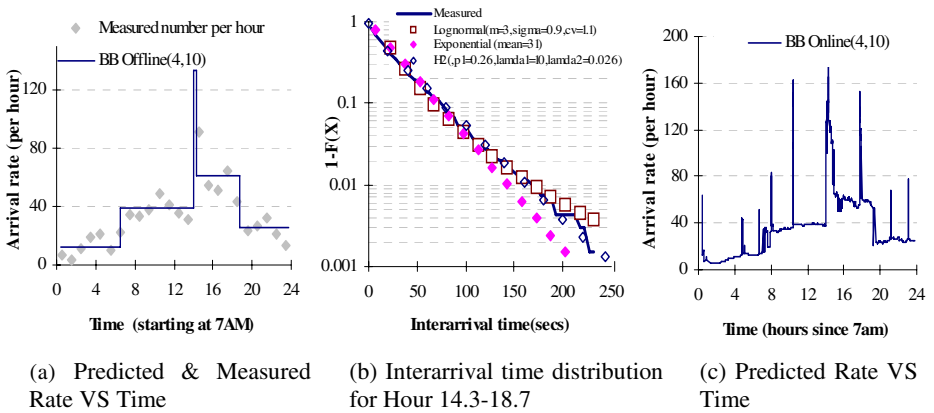 Measured number per hour
BB Offline(4,10)
Arrival rate (per hour)
120
80
40
0
0 4 8 12 16 20 24
Time (starting at 7AM)
(a) Predicted & Measured
Rate VS Time
Measured
Lognormal(m=3,sigma=0.9,cv=1.1)
Exponential (mean=31)
H2(,p1=0.26,lamda1=10,lamda2=0.026)
1-F(X)
1
0.1
0.01
0.001
0 50 100 150 200 250
Interarrival time(secs)
(b) Interarrival time distribution
for Hour 14.3-18.7
BB Online(4,10)
Arrival rate (per hour)
200
160
120
80
40
0
0 4 8 12 16 20 24
Time (hours since 7am)
(c) Predicted Rate VS
Time